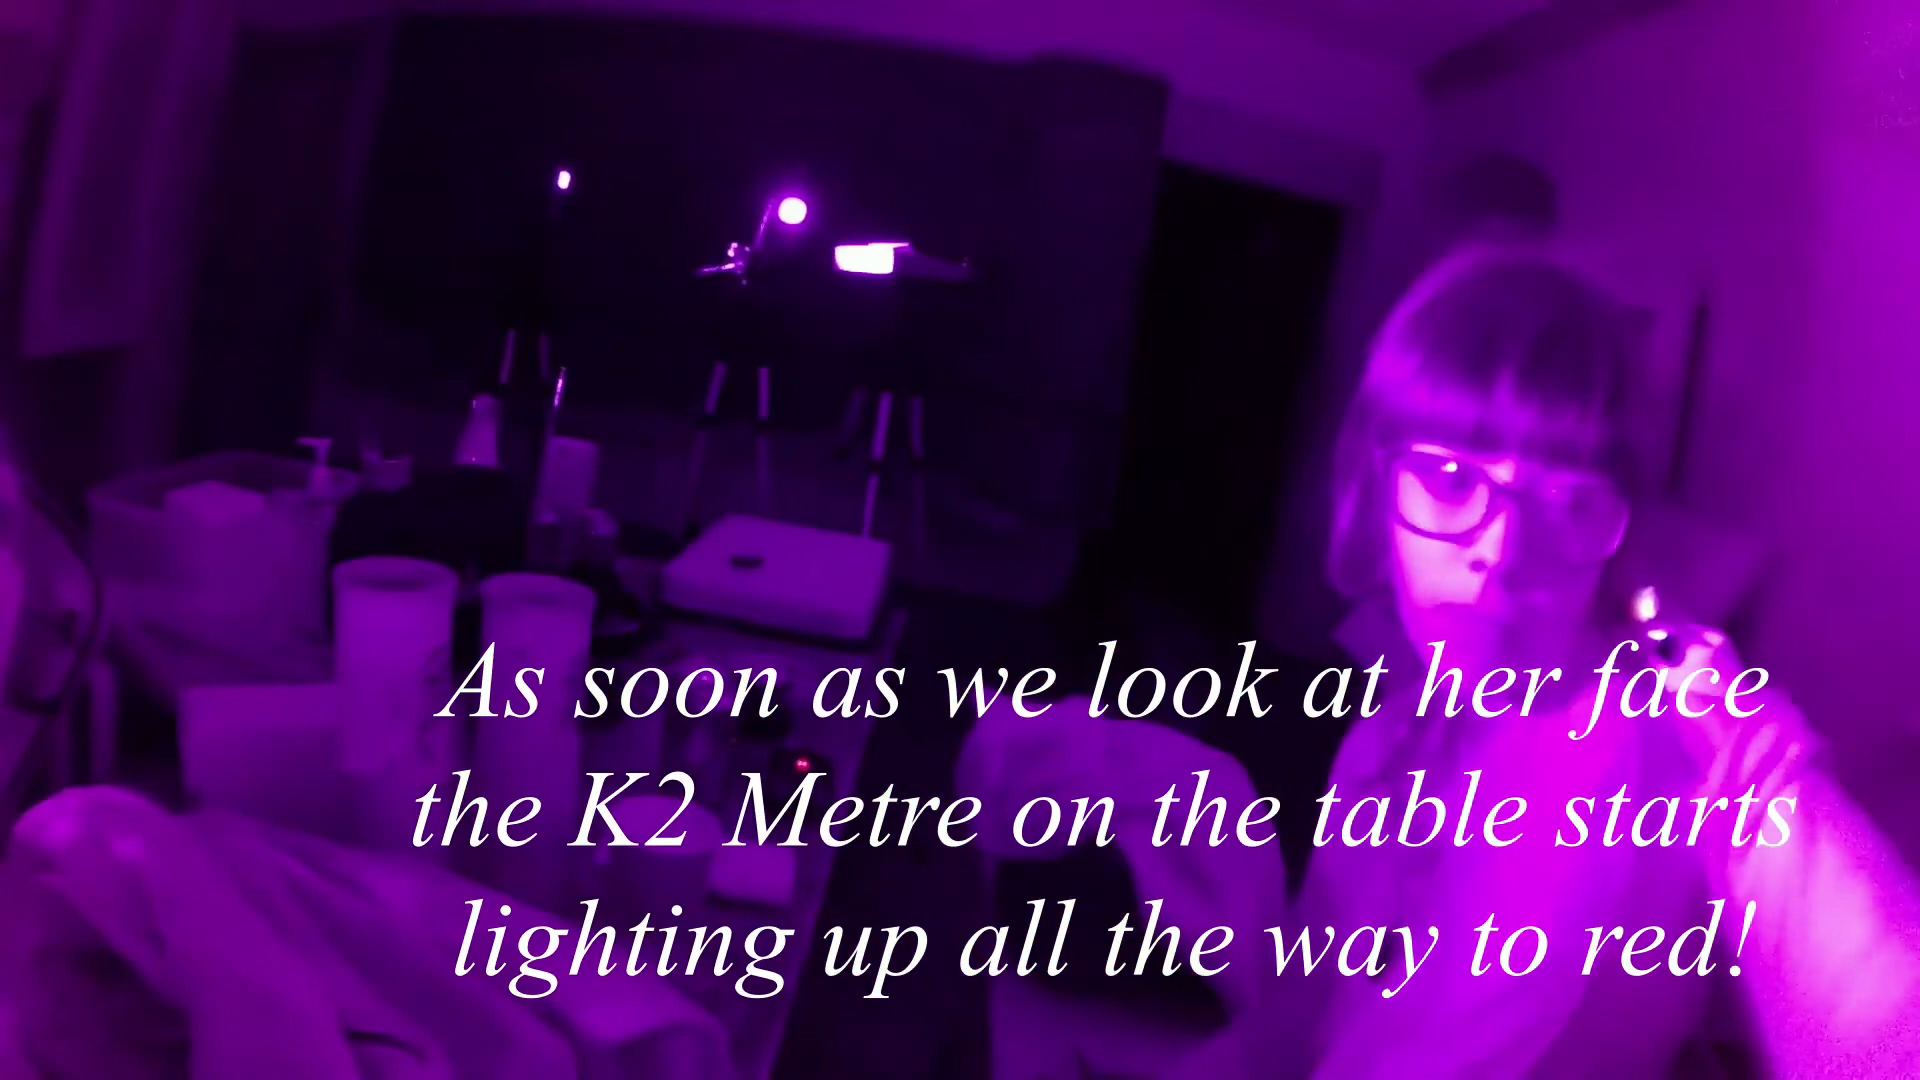 As soon as we look at her face
the K2 Metre on the table starts
lighting up all the way to red!